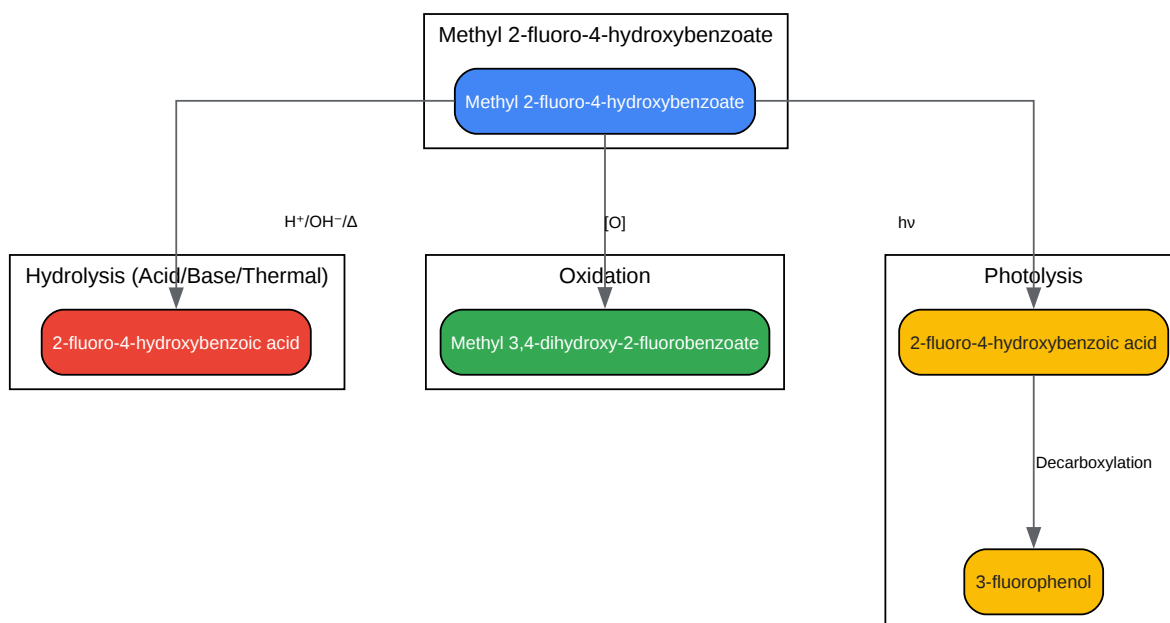 Methyl 2-fluoro-4-hydroxybenzoate
Methyl 2-fluoro-4-hydroxybenzoate
H⁺/OH⁻/Δ
[O]
hν
Hydrolysis (Acid/Base/Thermal)
Oxidation
Photolysis
2-fluoro-4-hydroxybenzoic acid
Methyl 3,4-dihydroxy-2-fluorobenzoate
2-fluoro-4-hydroxybenzoic acid
Decarboxylation
3-fluorophenol